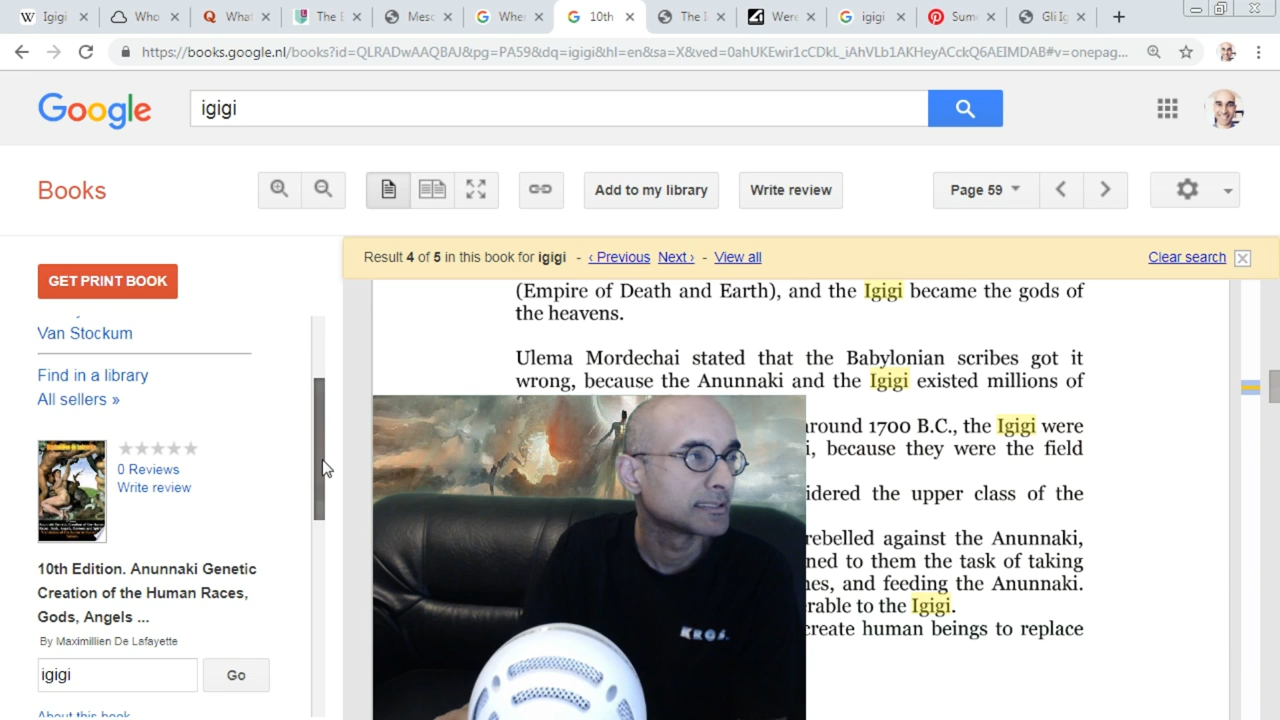 Igigi
Who
What
The E
Meso
Wher
10th
The I
Were
igigi
Sum
Gli Ig
https://books.google.nl/books?id=QLRADwAAQBAJ&pg=PA59&dq=igigi&hl=en&sa=X&ved=0ahUKEwir1cCDkL_iAhVLb1AKHeyACckQ6AEIMDAB#v=onepag...
Google
igigi
Books
Add to my library
Write review
Page 59
Result 4 of 5 in this book for igigi - ‹ Previous Next › - View all
Clear search
GET PRINT BOOK
Van Stockum
Find in a library
All sellers »
0 Reviews
Write review
10th Edition. Anunnaki Genetic
Creation of the Human Races,
Gods, Angels ...
By Maximillien De Lafayette
igigi
Go
About this book
(Empire of Death and Earth), and the Igigi became the gods of
the heavens.
Ulema Mordechai stated that the Babylonian scribes got it
wrong, because the Anunnaki and the Igigi existed millions of
around 1700 B.C., the Igigi were
i, because they were the field
idered the upper class of the
rebelled against the Anunnaki,
ned to them the task of taking
nes, and feeding the Anunnaki.
rable to the Igigi.
create human beings to replace
KROS.